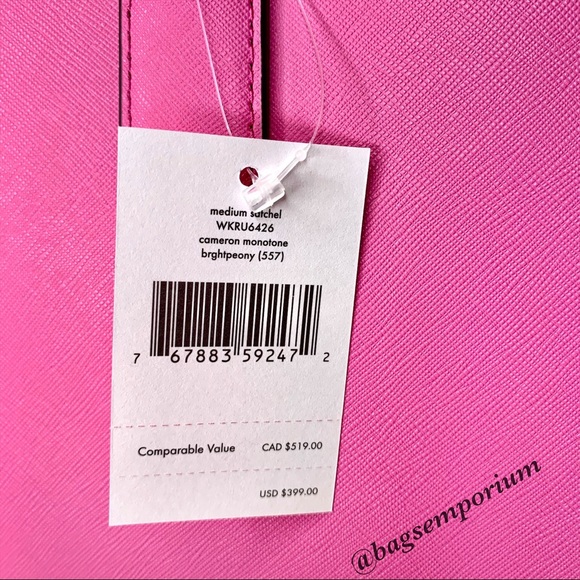 medium satchel
WKRU6426
cameron monotone
brghtpeony (557)
7 67883 59247 2
Comparable Value CAD $519.00
USD $399.00
@bagsemporium